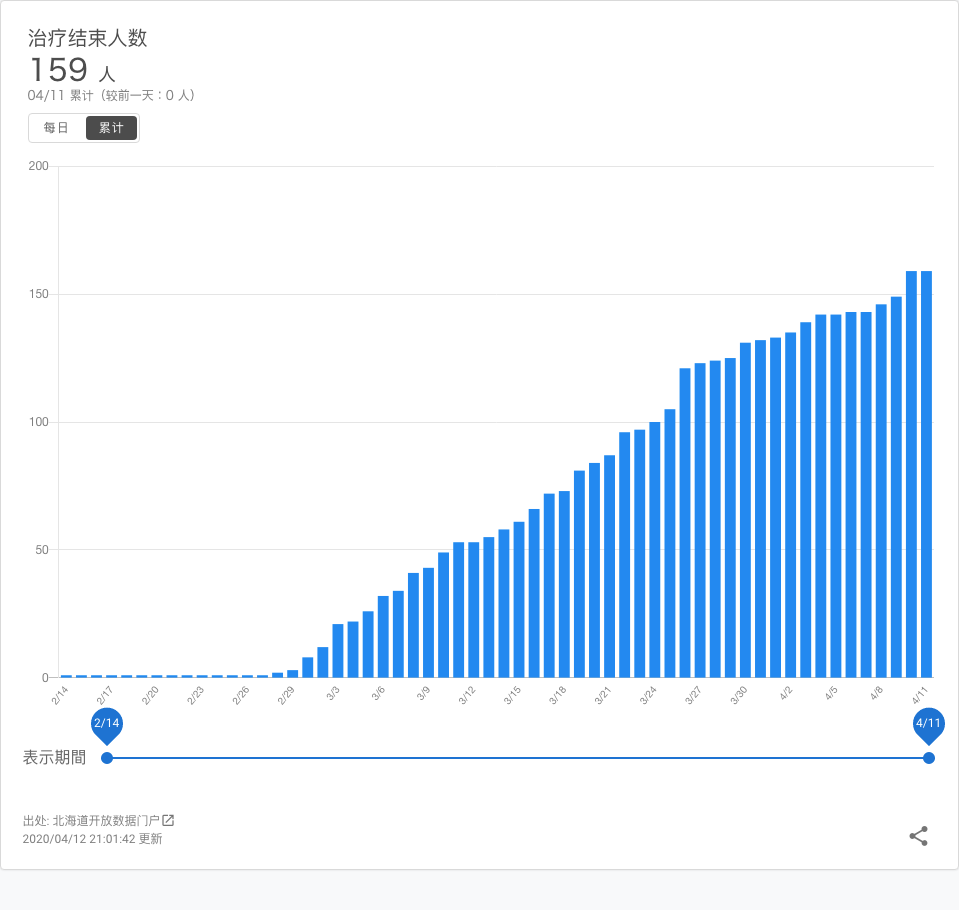 治疗结束人数
159 人
04/11 累计（较前一天：0 人）
每日 累计
200
150
100
50
0
2/14 2/17 2/20 2/23 2/26 2/29 3/3 3/6 3/9 3/12 3/15 3/18 3/21 3/24 3/27 3/30 4/2 4/5 4/8 4/11
2/14 4/11
表示期間
出处: 北海道开放数据门户
2020/04/12 21:01:42 更新